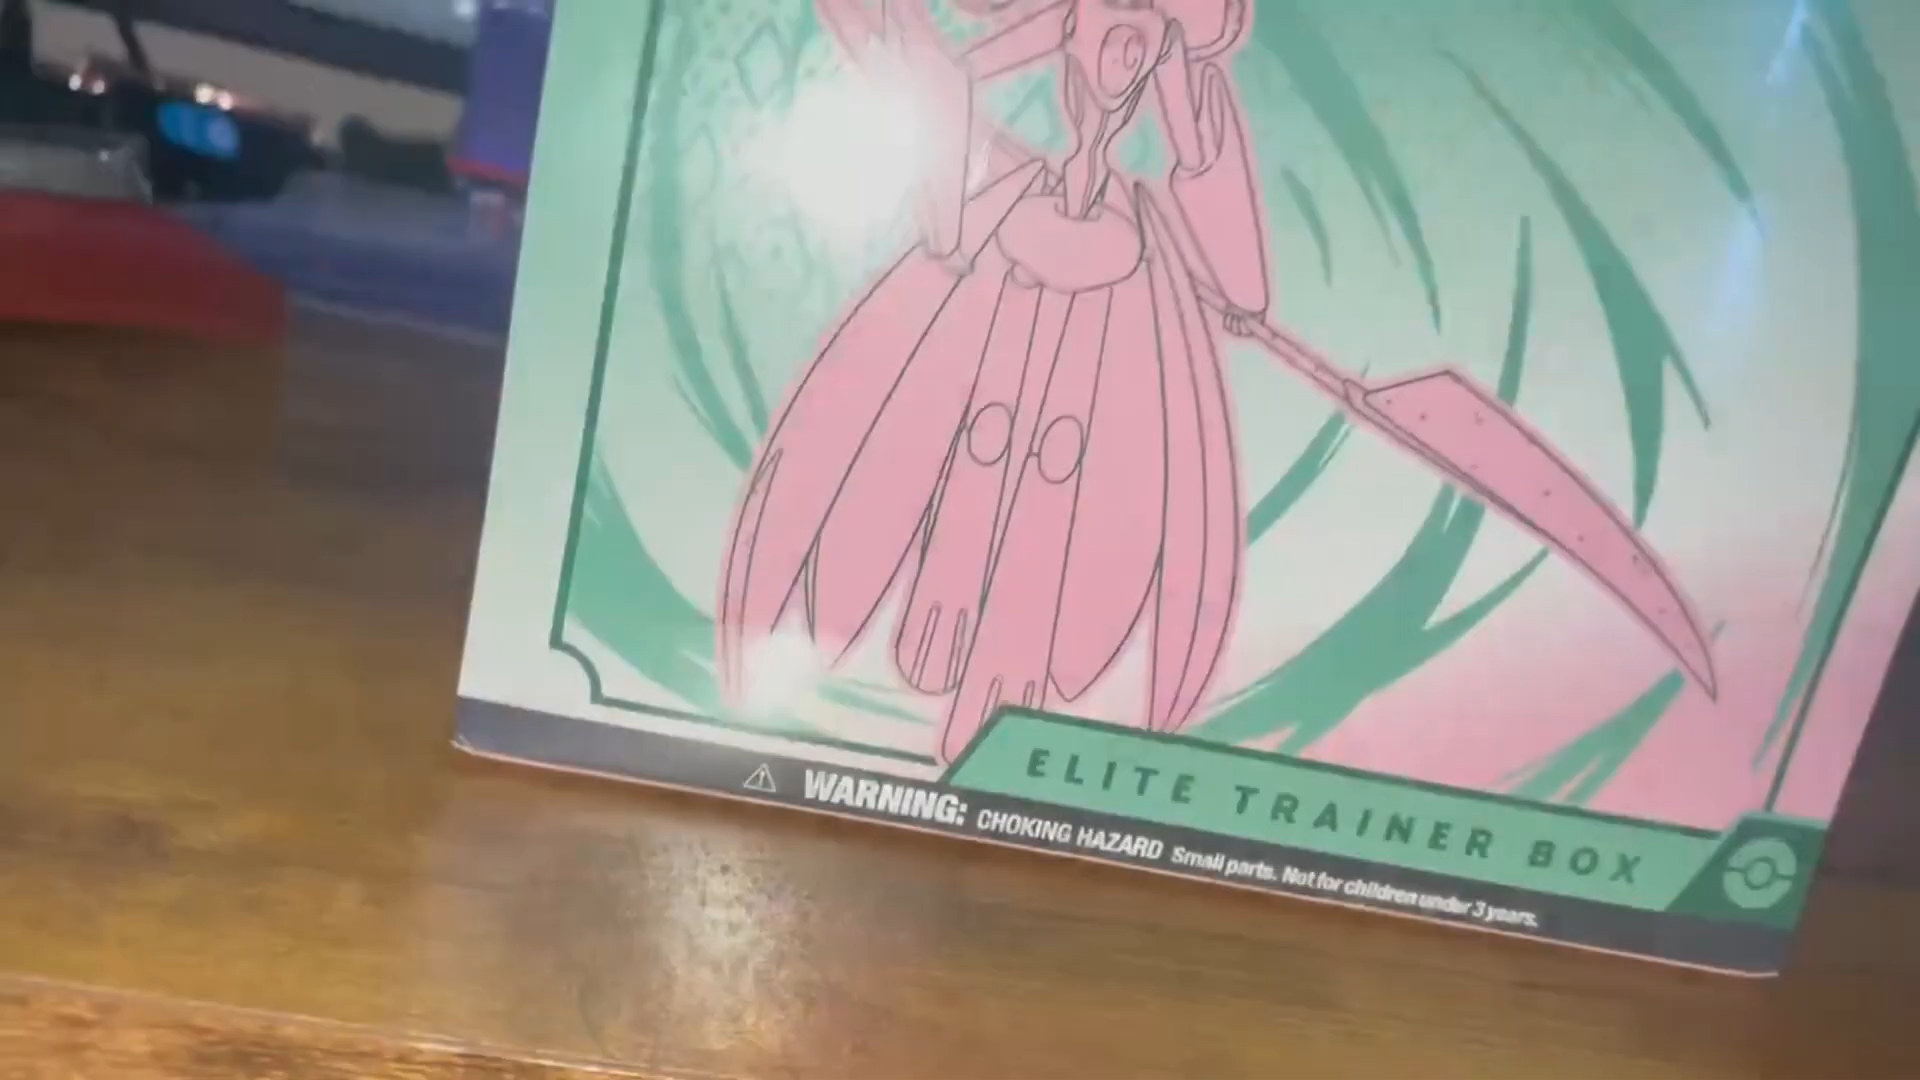 ELITE TRAINER BOX
WARNING: CHOKING HAZARD Small parts. Not for children under 3 years.